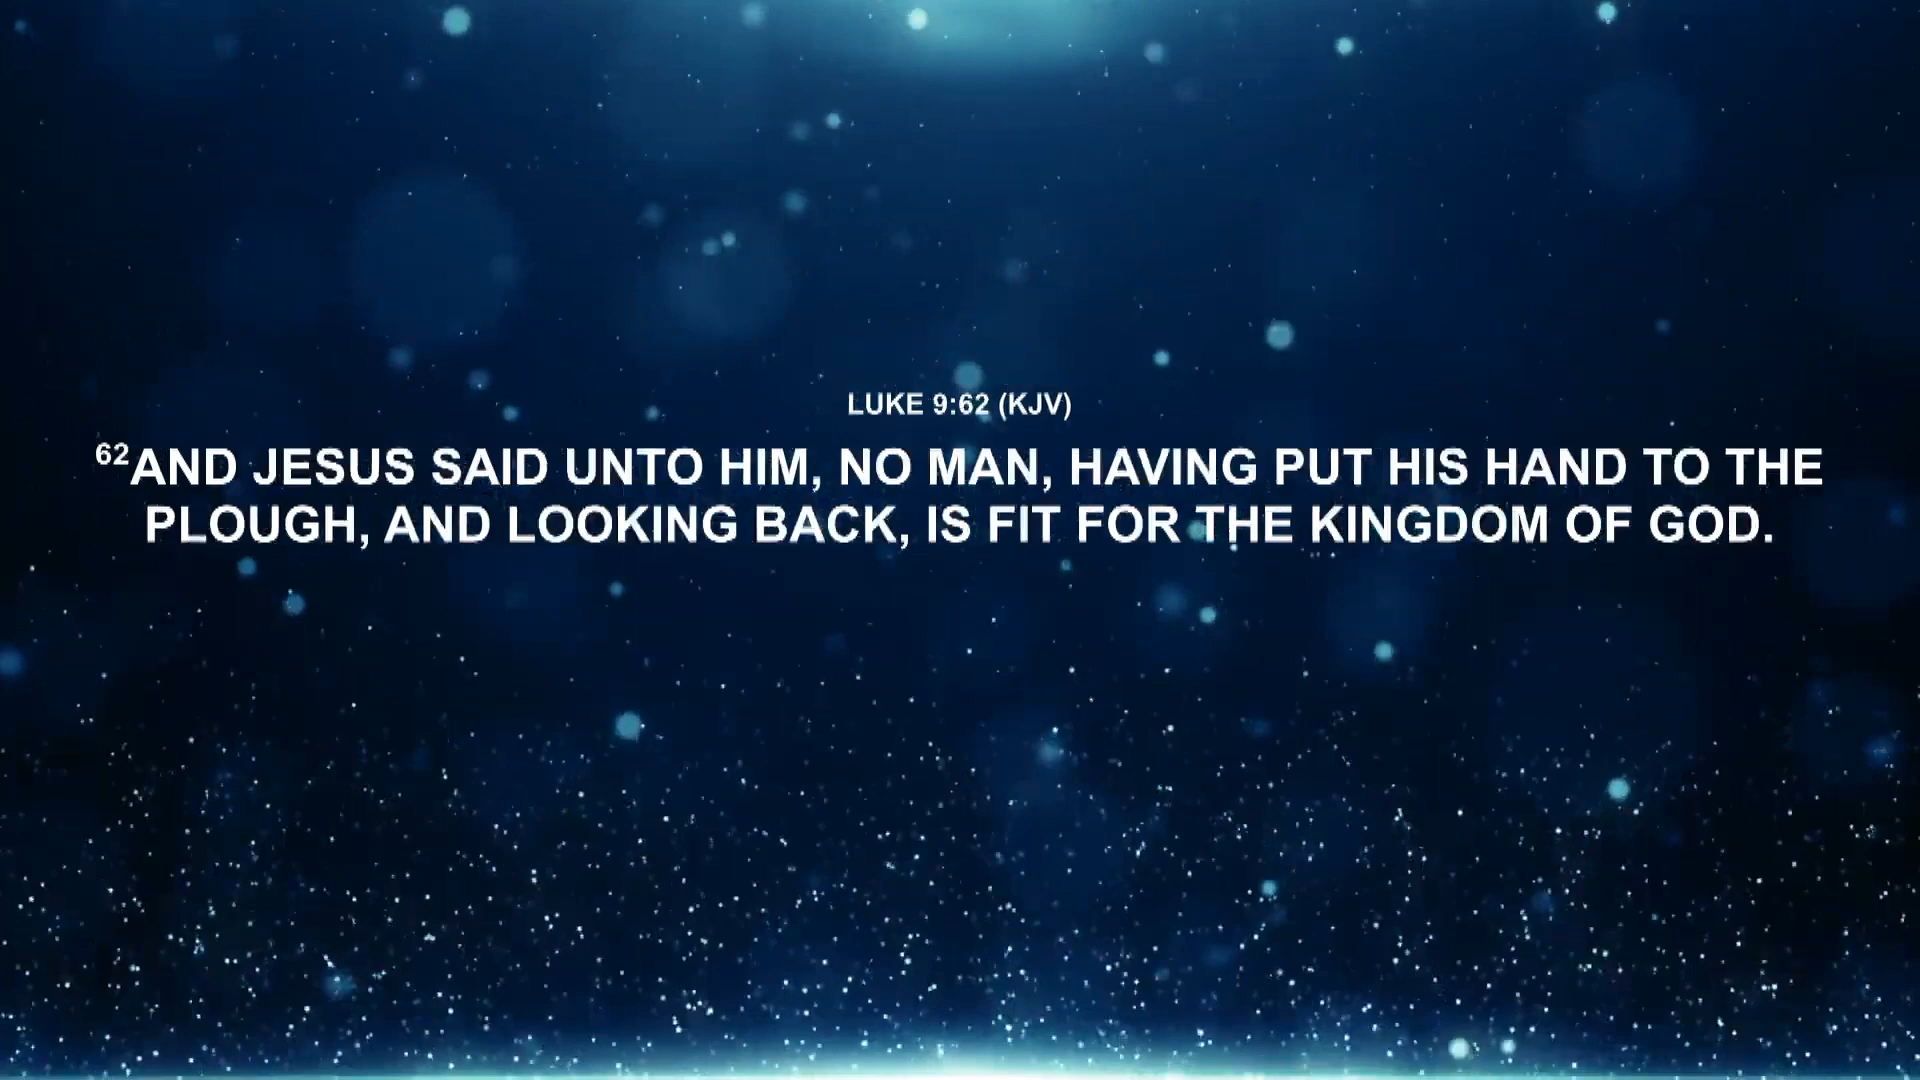 LUKE 9:62 (KJV)
⁶²AND JESUS SAID UNTO HIM, NO MAN, HAVING PUT HIS HAND TO THE
PLOUGH, AND LOOKING BACK, IS FIT FOR THE KINGDOM OF GOD.